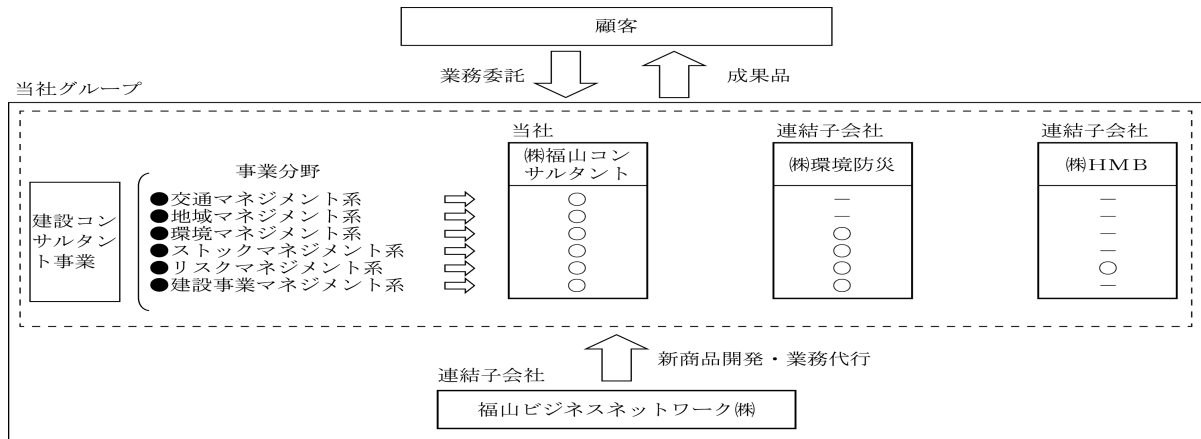 顧客
業務委託
成果品
当社グループ
建設コン
サルタン
ト事業
事業分野
●交通マネジメント系
●地域マネジメント系
●環境マネジメント系
●ストックマネジメント系
●リスクマネジメント系
●建設事業マネジメント系
当社
㈱福山コン
サルタント
○
○
○
○
○
○
連結子会社
㈱環境防災
―
―
○
○
○
○
連結子会社
㈱HMB
―
―
―
―
○
―
新商品開発・業務代行
連結子会社
福山ビジネスネットワーク㈱